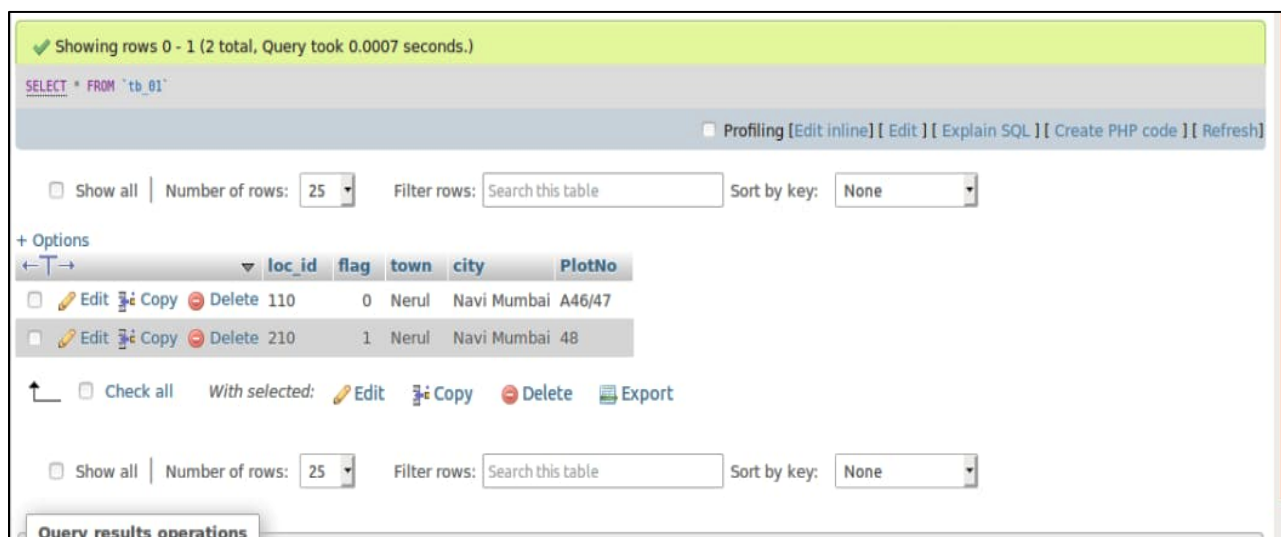 Showing rows 0 - 1 (2 total, Query took 0.0007 seconds.)
SELECT * FROM `tb_01`
Profiling [Edit inline] [ Edit ] [ Explain SQL ] [ Create PHP code ] [ Refresh]
Show all | Number of rows: 25 Filter rows: Search this table Sort by key: None
+ Options
←T→ loc_id flag town city PlotNo
Edit Copy Delete 110 0 Nerul Navi Mumbai A46/47
Edit Copy Delete 210 1 Nerul Navi Mumbai 48
Check all With selected: Edit Copy Delete Export
Show all | Number of rows: 25 Filter rows: Search this table Sort by key: None
Query results operations